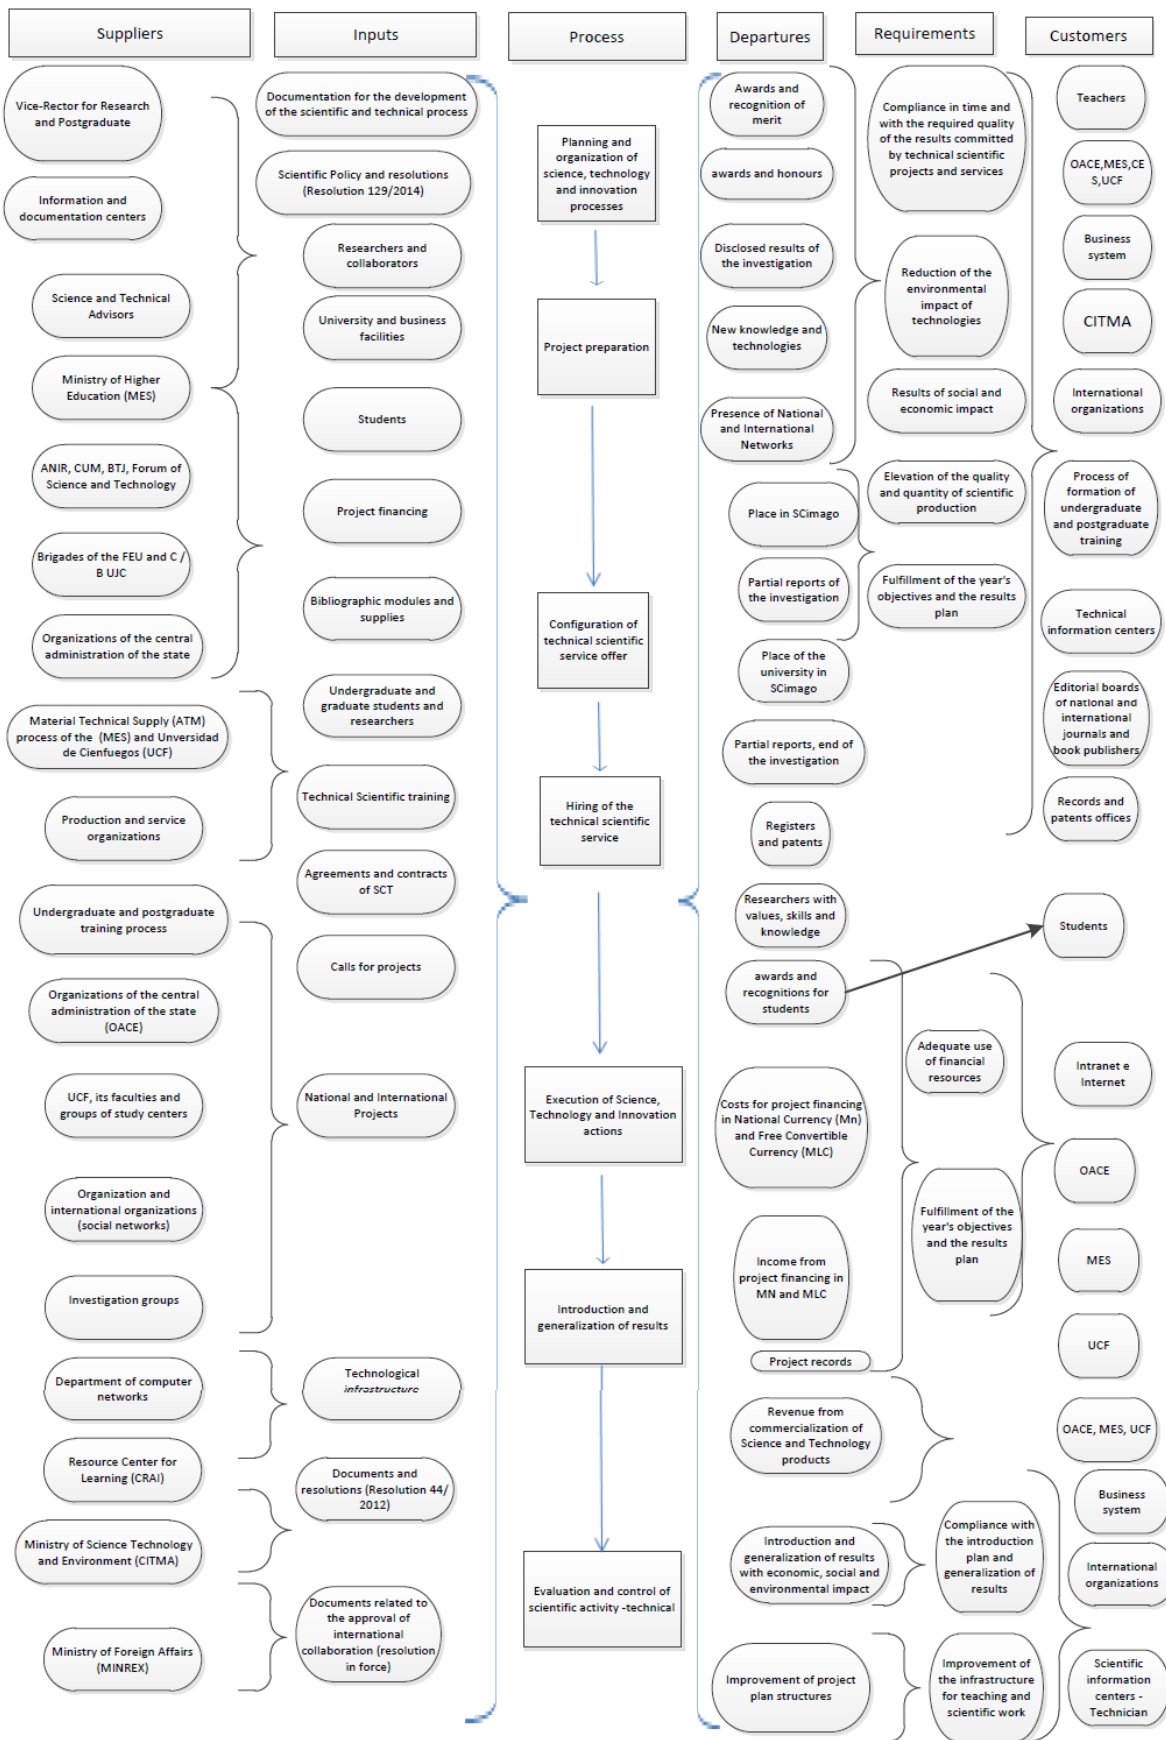 Suppliers
Inputs
Process
Departures
Requirements
Customers
Vice-Rector for Research
and Postgraduate
Information and
documentation centers
Science and Technical
Advisors
Ministry of Higher
Education (MES)
ANIR, CUM, BTJ, Forum of
Science and Technology
Brigades of the FEU and C /
B UJC
Organizations of the central
administration of the state
Material Technical Supply (ATM)
process of the (MES) and Unversidad
de Cienfuegos (UCF)
Production and service
organizations
Undergraduate and postgraduate
training process
Organizations of the central
administration of the state
(OACE)
UCF, its faculties and
groups of study centers
Organization and
international organizations
(social networks)
Investigation groups
Department of computer
networks
Resource Center for
Learning (CRAI)
Ministry of Science Technology
and Environment (CITMA)
Ministry of Foreign Affairs
(MINREX)
Documentation for the development
of the scientific and technical process
Scientific Policy and resolutions
(Resolution 129/2014)
Researchers and
collaborators
University and business
facilities
Students
Project financing
Bibliographic modules and
supplies
Undergraduate and
graduate students and
researchers
Technical Scientific training
Agreements and contracts
of SCT
Calls for projects
National and International
Projects
Technological
infrastructure
Documents and
resolutions (Resolution 44/
2012)
Documents related to
the approval of
international
collaboration (resolution
in force)
Planning and
organization of
science, technology
and innovation
processes
Project preparation
Configuration of
technical scientific
service offer
Hiring of the
technical scientific
service
Execution of Science,
Technology and Innovation
actions
Introduction and
generalization of results
Evaluation and control of
scientific activity -technical
Awards and
recognition of
merit
awards and honours
Disclosed results of
the investigation
New knowledge and
technologies
Presence of National
and International
Networks
Place in SCimago
Partial reports of
the investigation
Place of the
university in
SCimago
Partial reports, end of
the investigation
Registers
and patents
Researchers with
values, skills and
knowledge
awards and
recognitions for
students
Costs for project financing
in National Currency (Mn)
and Free Convertible
Currency (MLC)
Income from
project financing in
MN and MLC
Project records
Revenue from
commercialization of
Science and Technology
products
Introduction and
generalization of results
with economic, social and
environmental impact
Improvement of project
plan structures
Compliance in time and
with the required quality
of the results committed
by technical scientific
projects and services
Reduction of the
environmental
impact of
technologies
Results of social and
economic impact
Elevation of the quality
and quantity of scientific
production
Fulfillment of the year's
objectives and the results
plan
Adequate use
of financial
resources
Fulfillment of the
year's objectives
and the results
plan
Compliance with
the introduction
plan and
generalization of
results
Improvement of
the infrastructure
for teaching and
scientific work
Teachers
OACE,MES,CE
S,UCF
Business
system
CITMA
International
organizations
Process of
formation of
undergraduate
and postgraduate
training
Technical
information centers
Editorial boards
of national and
international
journals and
book publishers
Records and
patents offices
Students
Intranet e
Internet
OACE
MES
UCF
OACE, MES, UCF
Business
system
International
organizations
Scientific
information
centers -
Technician